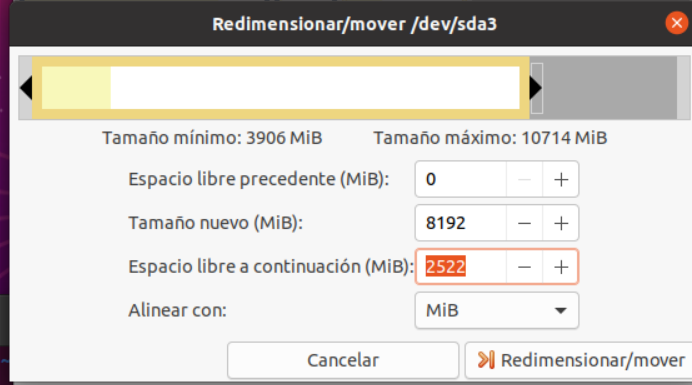 Redimensionar/mover /dev/sda3
Tamaño mínimo: 3906 MiB Tamaño máximo: 10714 MiB
Espacio libre precedente (MiB): 0
Tamaño nuevo (MiB): 8192
Espacio libre a continuación (MiB): 2522
Alinear con: MiB
Cancelar Redimensionar/mover